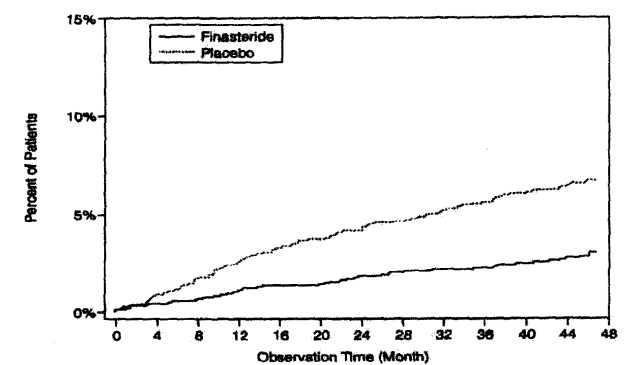 15%
Finasteride
Placebo
10%
5%
0%
Percent of Patients
0 4 8 12 16 20 24 28 32 36 40 44 48
Observation Time (Month)